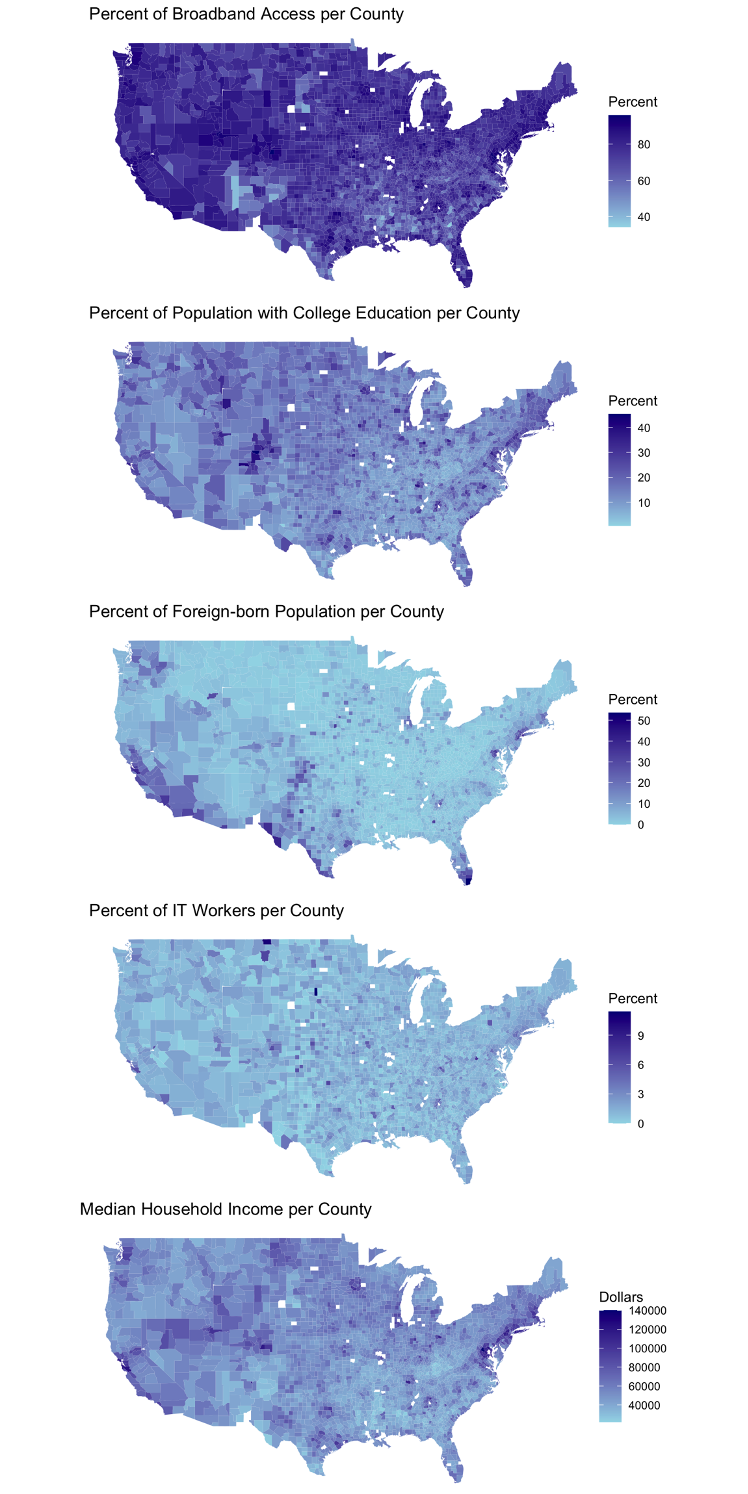 Percent of Broadband Access per County
Percent
80
60
40
Percent of Population with College Education per County
Percent
40
30
20
10
Percent of Foreign-born Population per County
Percent
50
40
30
20
10
0
Percent of IT Workers per County
Percent
9
6
3
0
Median Household Income per County
Dollars
140000
120000
100000
80000
60000
40000